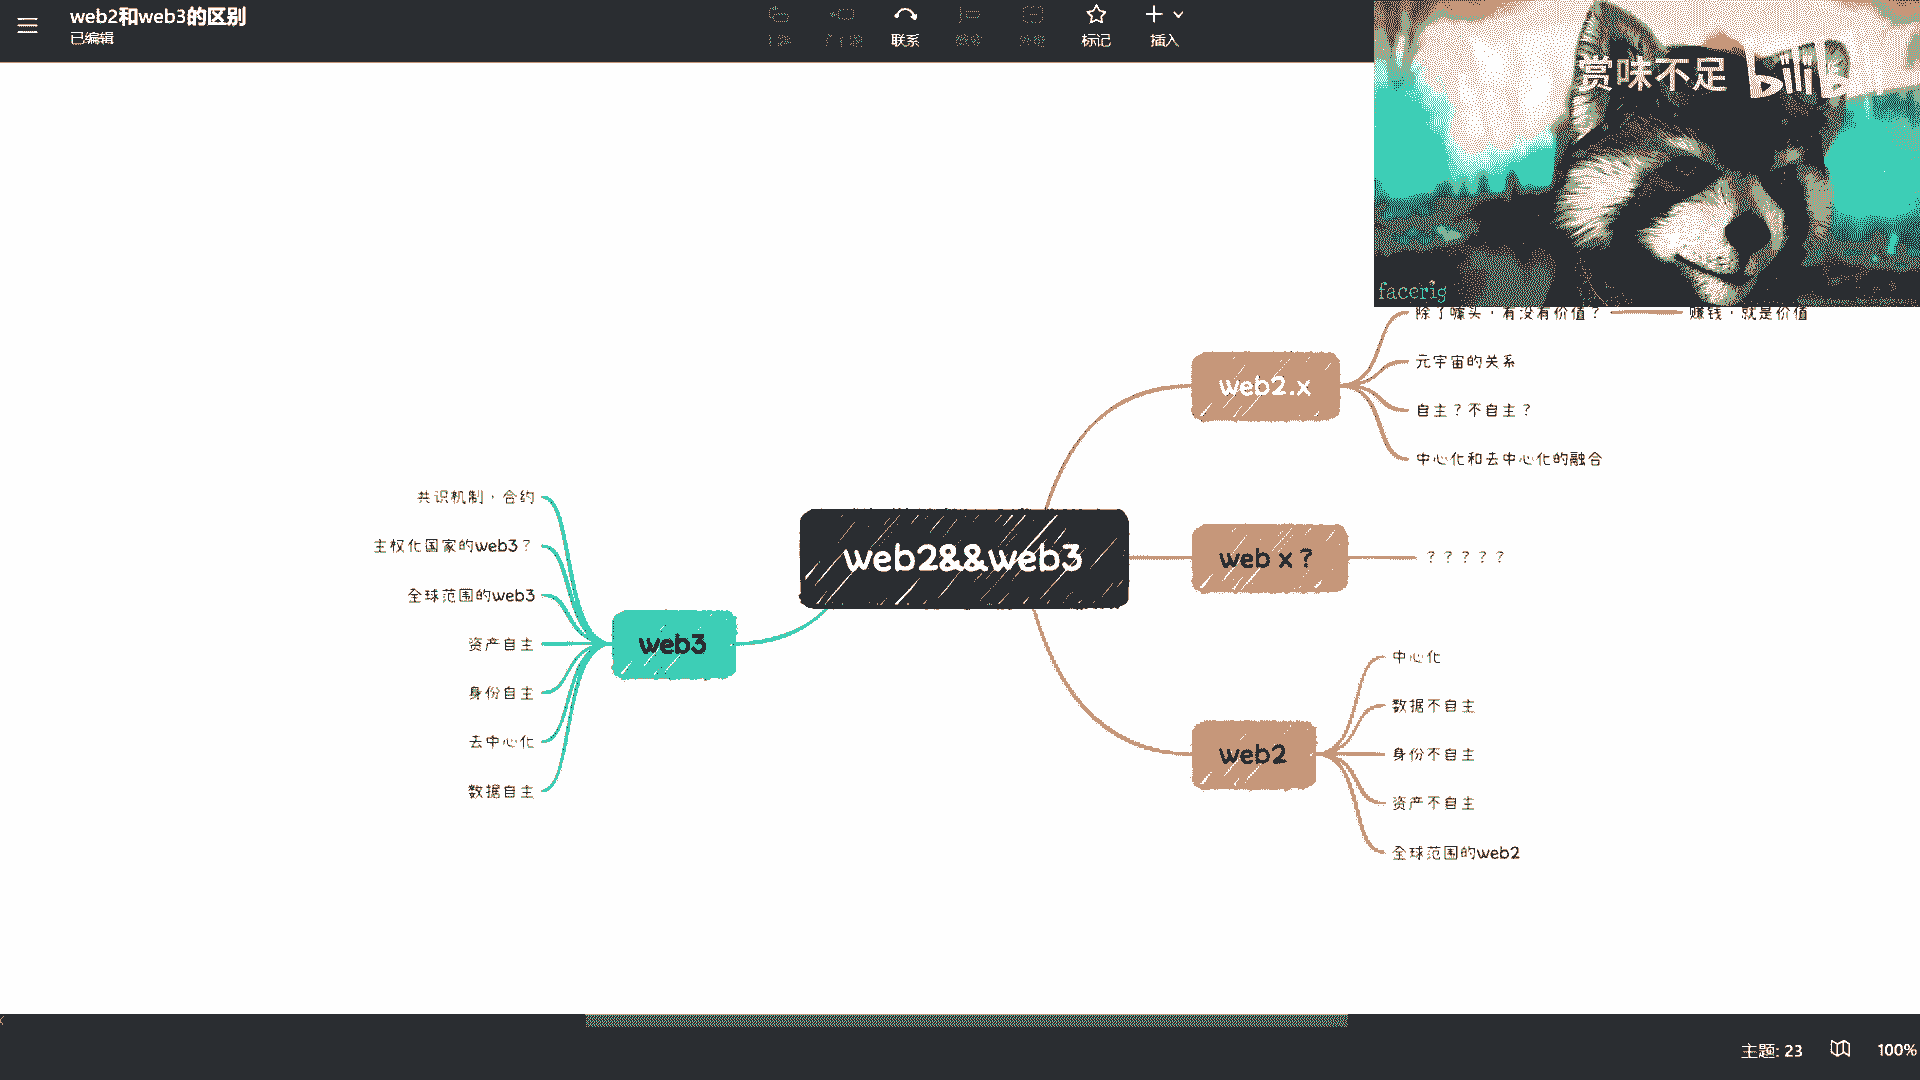 web2和web3的区别
已编辑
联系
标记
插入
赏味不足
bilib
facerig
除了噱头，有没有价值？
赚钱，就是价值
web2.x
元宇宙的关系
自主？不自主？
中心化和去中心化的融合
共识机制，合约
主权化国家的web3？
全球范围的web3
资产自主
身份自主
去中心化
数据自主
web3
web2&&web3
web x？
？？？？？
web2
中心化
数据不自主
身份不自主
资产不自主
全球范围的web2
主题: 23
100%